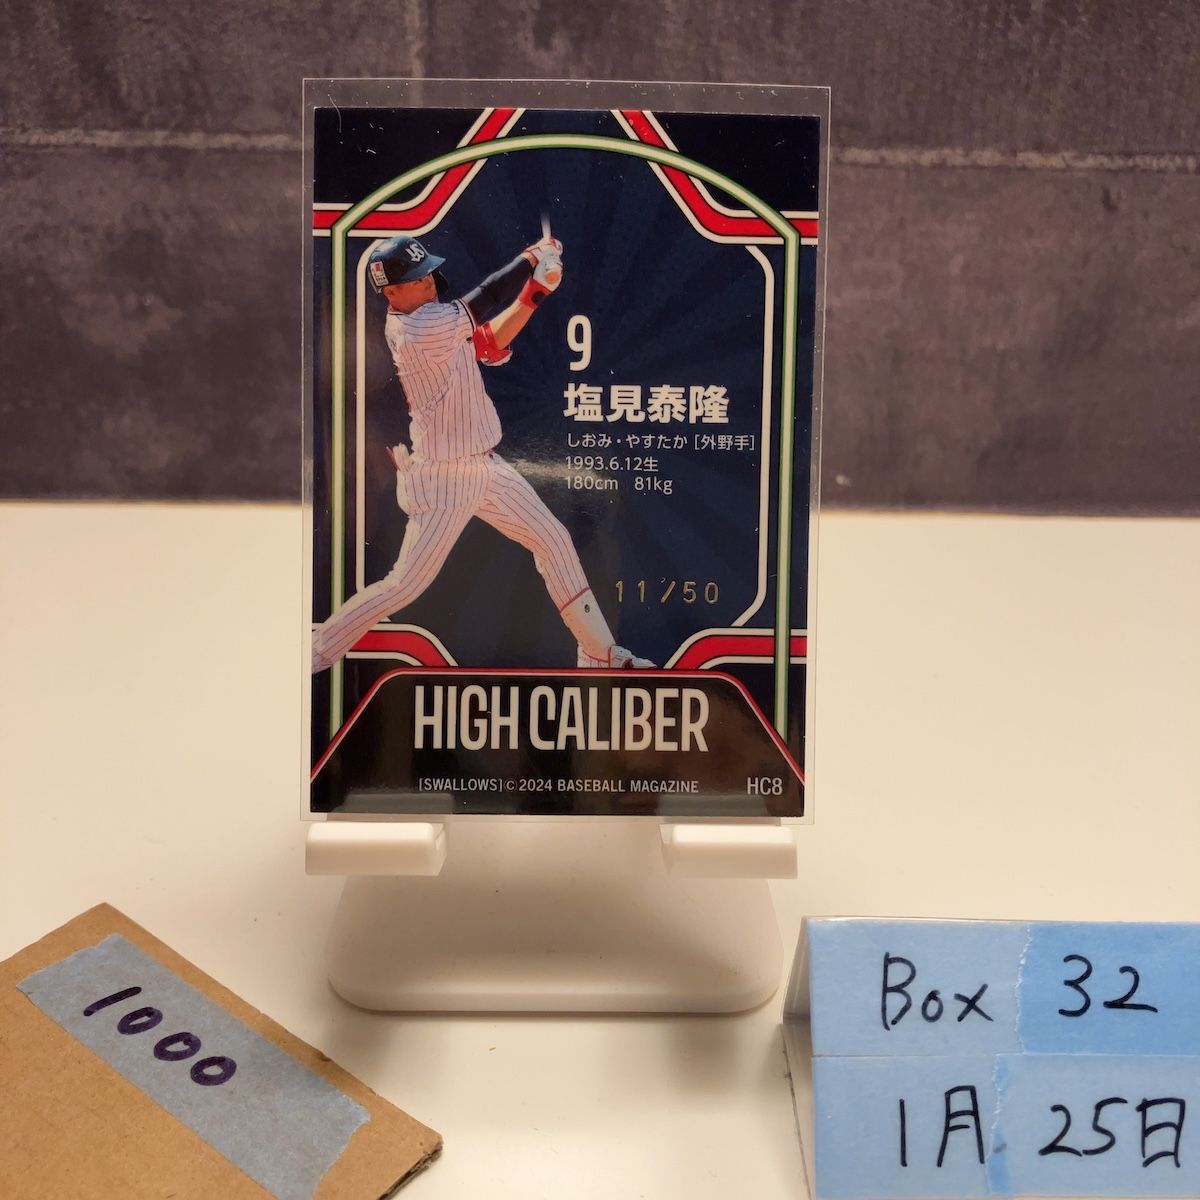 YS
9
塩見泰隆
しおみ・やすたか [外野手]
1993.6.12生
180cm 81kg
11/50
HIGH CALIBER
[SWALLOWS]©2024 BASEBALL MAGAZINE
HC8
1000
Box 32
1月 25日